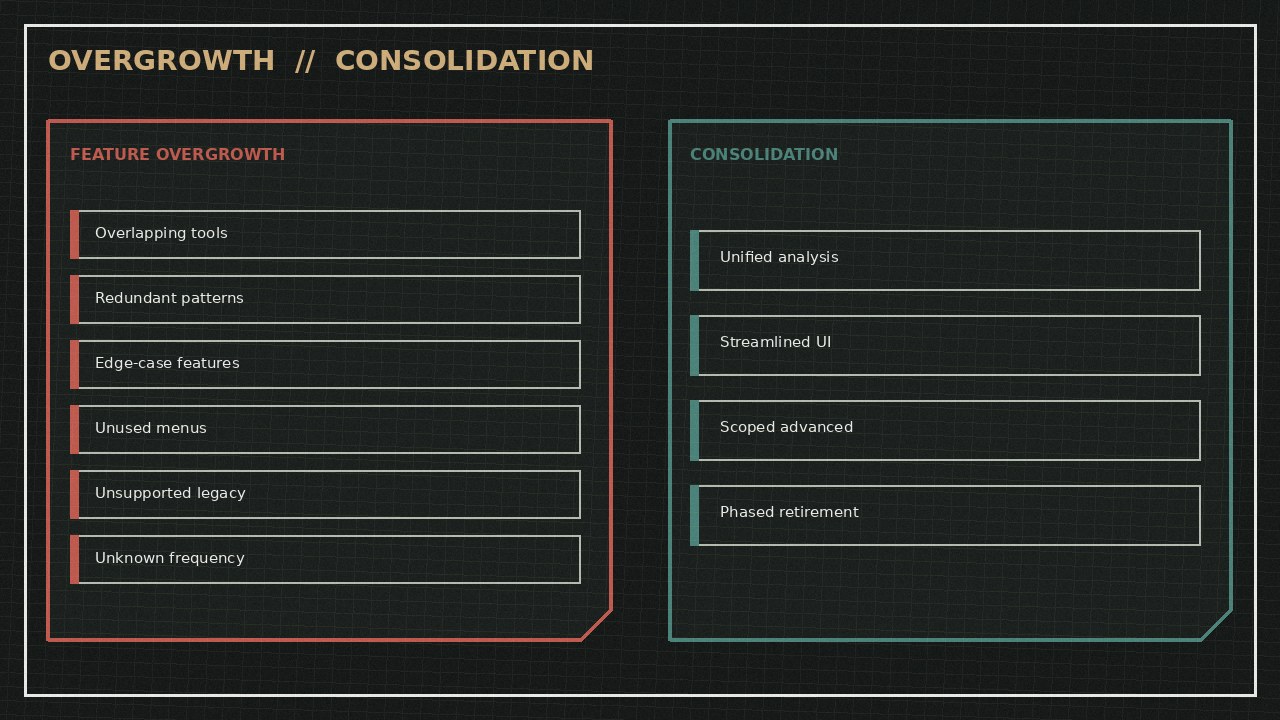 OVERGROWTH // CONSOLIDATION
FEATURE OVERGROWTH
Overlapping tools
Redundant patterns
Edge-case features
Unused menus
Unsupported legacy
Unknown frequency
CONSOLIDATION
Unified analysis
Streamlined UI
Scoped advanced
Phased retirement